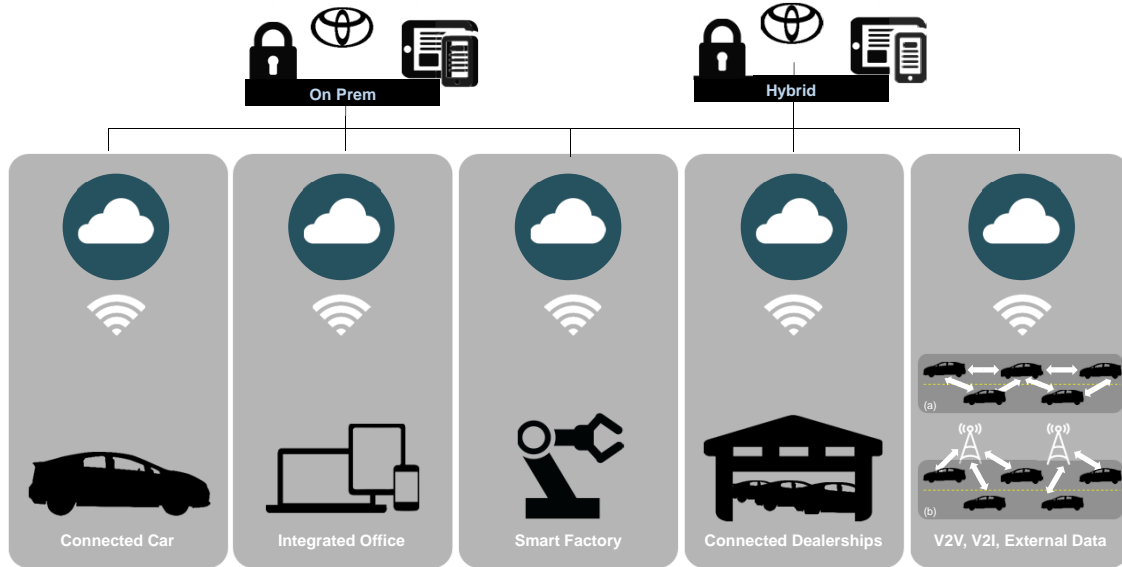 On Prem
Hybrid
Connected Car
Integrated Office
Smart Factory
Connected Dealerships
(a)
(b)
V2V, V2I, External Data